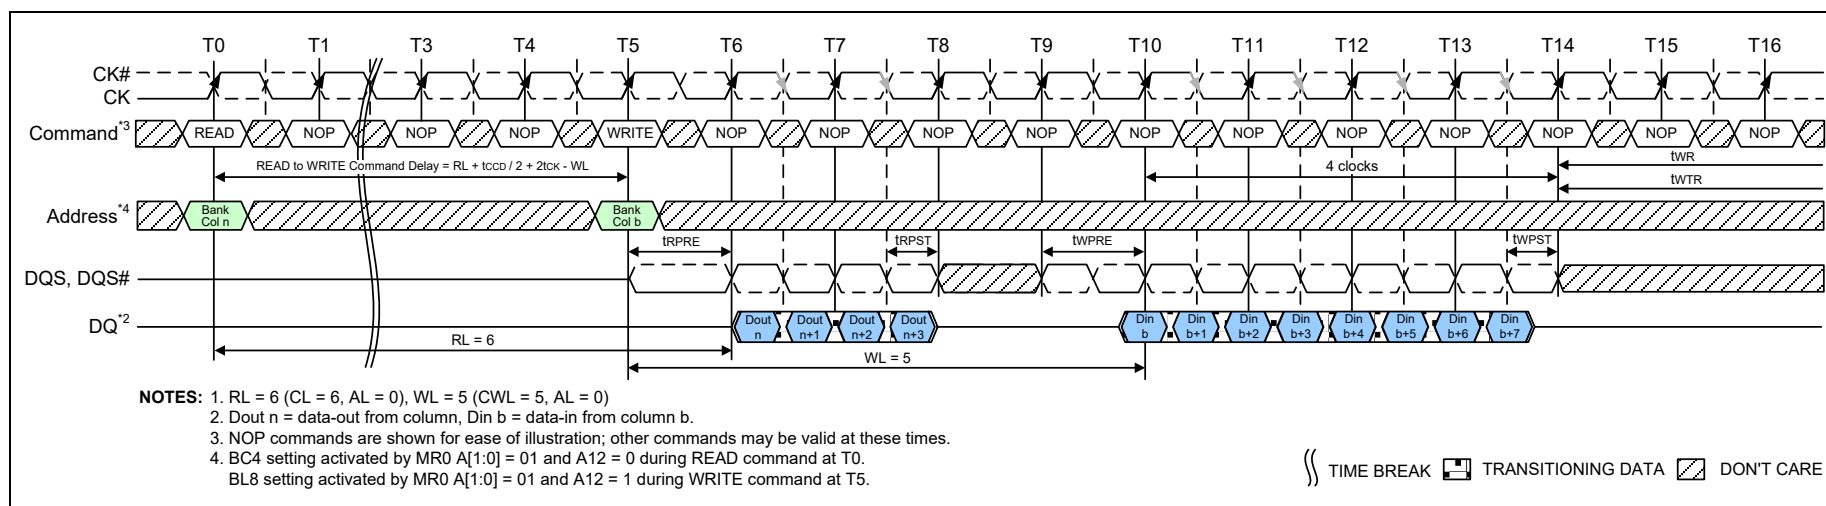 T0 T1 T3 T4 T5 T6 T7 T8 T9 T10 T11 T12 T13 T14 T15 T16
CK#
CK
Command*3 READ NOP NOP NOP WRITE NOP NOP NOP NOP NOP NOP NOP NOP NOP NOP NOP
READ to WRITE Command Delay = RL + tCCD / 2 + 2tCK - WL 4 clocks tWR
tWTR
Address*4 Bank Col n Bank Col b
tRPRE tRPST tWPRE tWPST
DQS, DQS#
DQ*2 Dout n Dout n+1 Dout n+2 Dout n+3 Din b Din b+1 Din b+2 Din b+3 Din b+4 Din b+5 Din b+6 Din b+7
RL = 6
WL = 5
NOTES: 1. RL = 6 (CL = 6, AL = 0), WL = 5 (CWL = 5, AL = 0)
2. Dout n = data-out from column, Din b = data-in from column b.
3. NOP commands are shown for ease of illustration; other commands may be valid at these times.
4. BC4 setting activated by MR0 A[1:0] = 01 and A12 = 0 during READ command at T0.
BL8 setting activated by MR0 A[1:0] = 01 and A12 = 1 during WRITE command at T5.
TIME BREAK TRANSITIONING DATA DON'T CARE